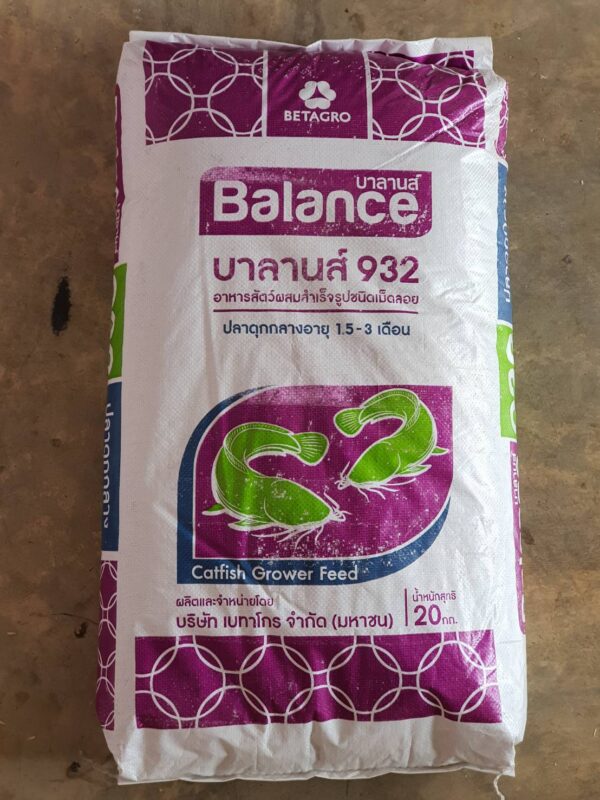 BETAGRO
บาลานส์
Balance
บาลานส์ 932
อาหารสัตว์ผสมสำเร็จรูปชนิดเม็ดลอย
ปลาดุกกลางอายุ 1.5-3 เดือน
Catfish Grower Feed
ผลิตและจำหน่ายโดย
บริษัท เบทาโกร จำกัด (มหาชน)
น้ำหนักสุทธิ
20 กก.